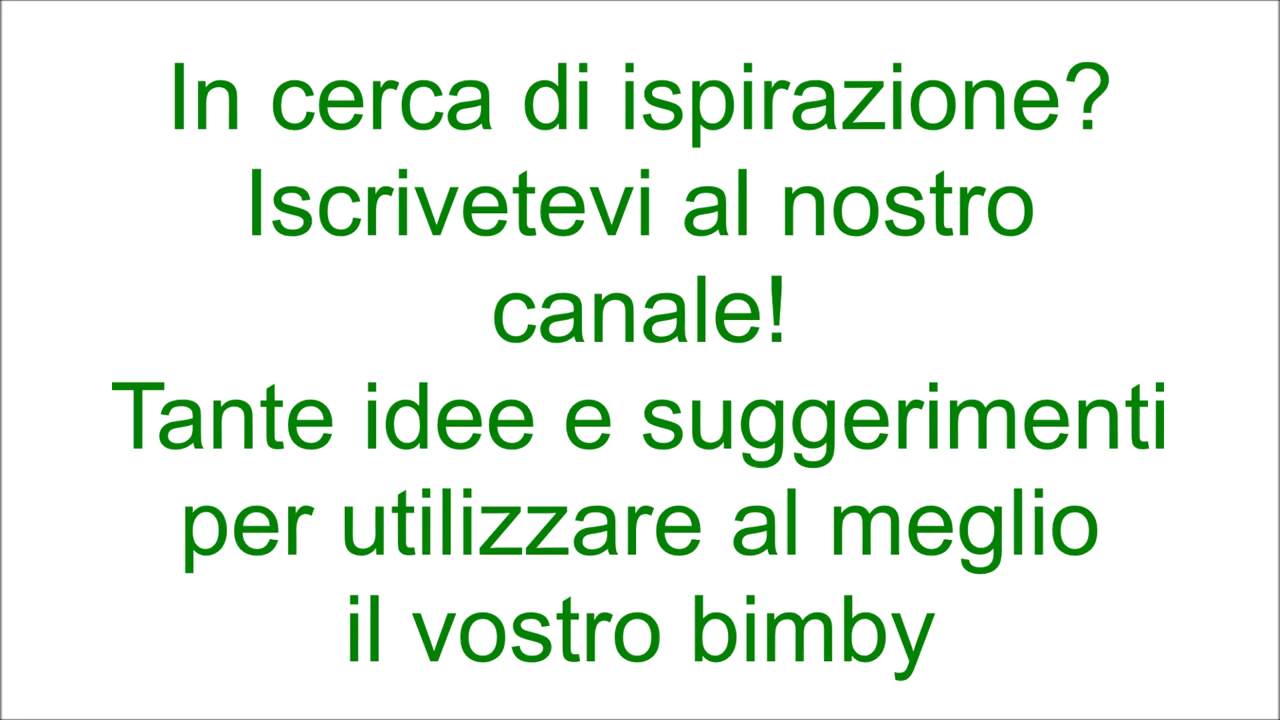 In cerca di ispirazione?
Iscrivetevi al nostro
canale!
Tante idee e suggerimenti
per utilizzare al meglio
il vostro bimby